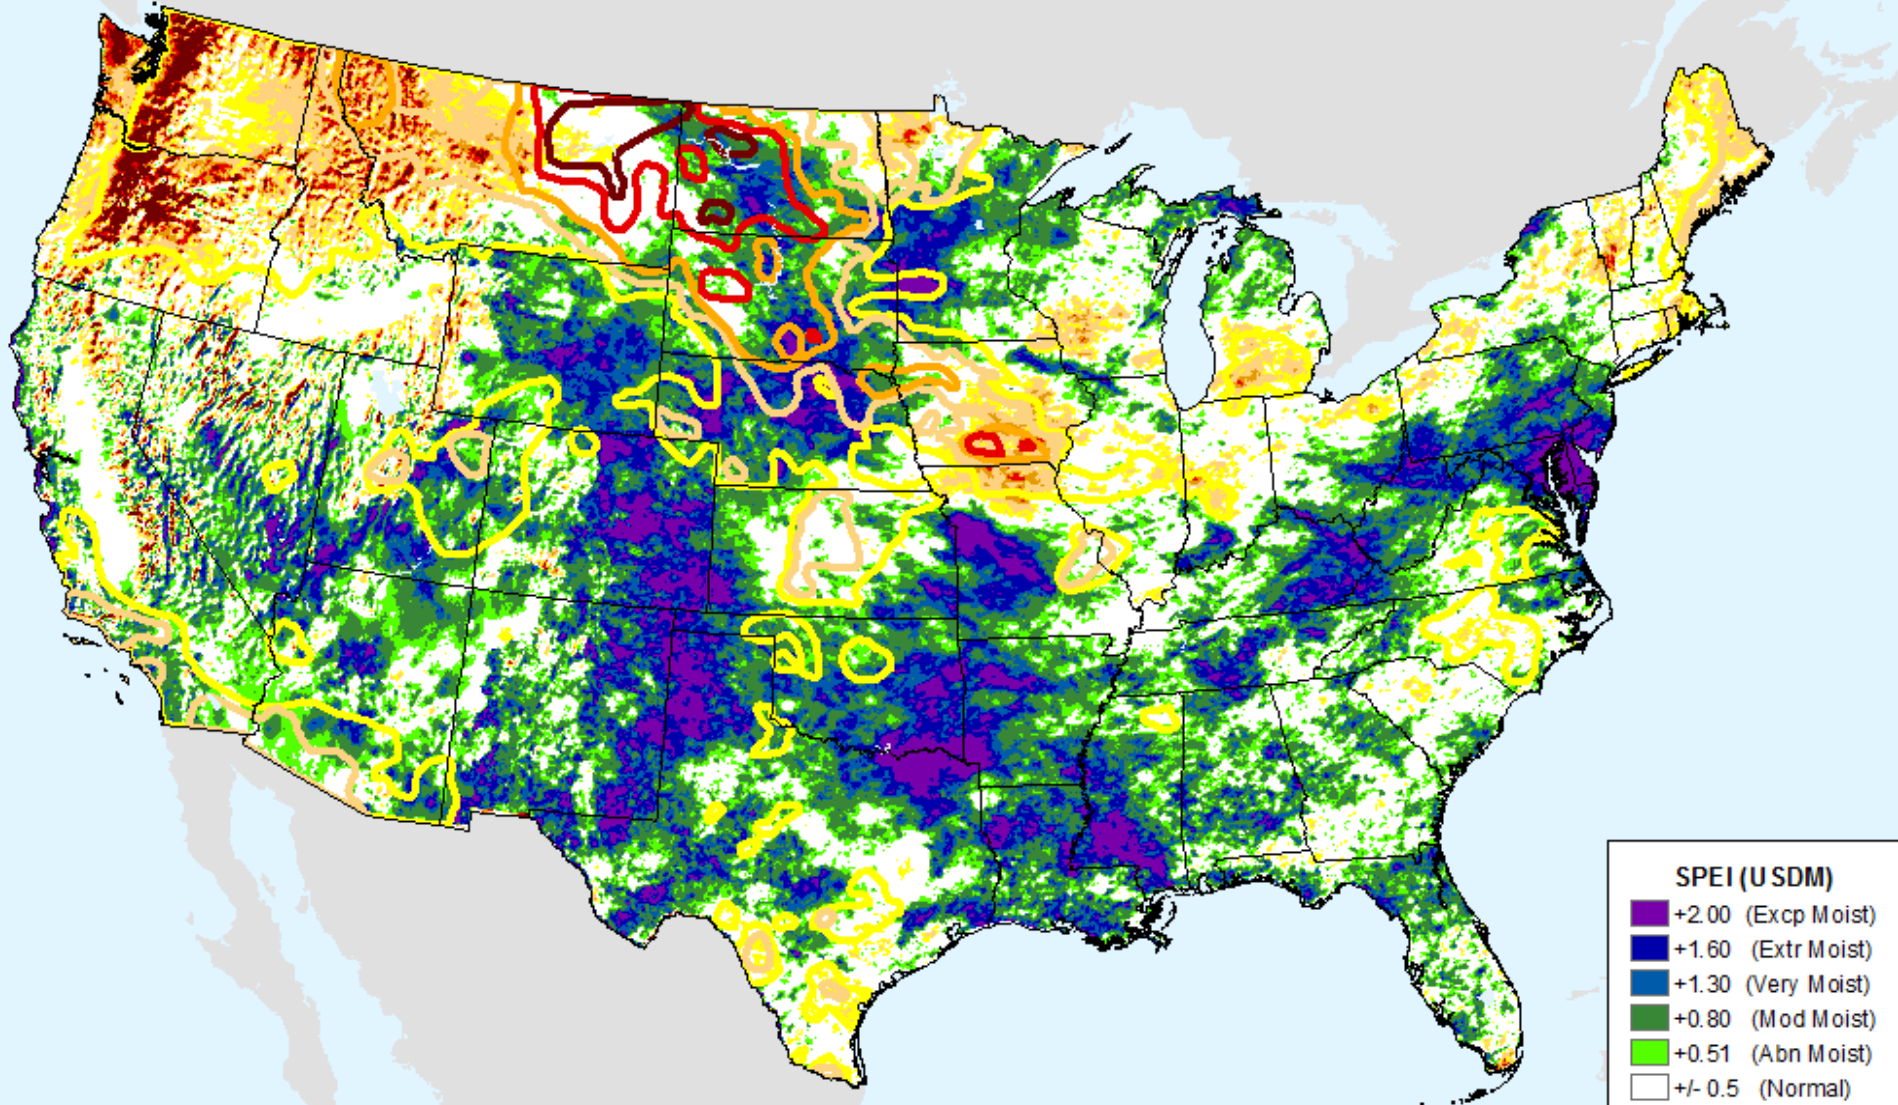 SPEI (USDM)
+2.00 (Excp Moist)
+1.60 (Extr Moist)
+1.30 (Very Moist)
+0.80 (Mod Moist)
+0.51 (Abn Moist)
+/- 0.5 (Normal)